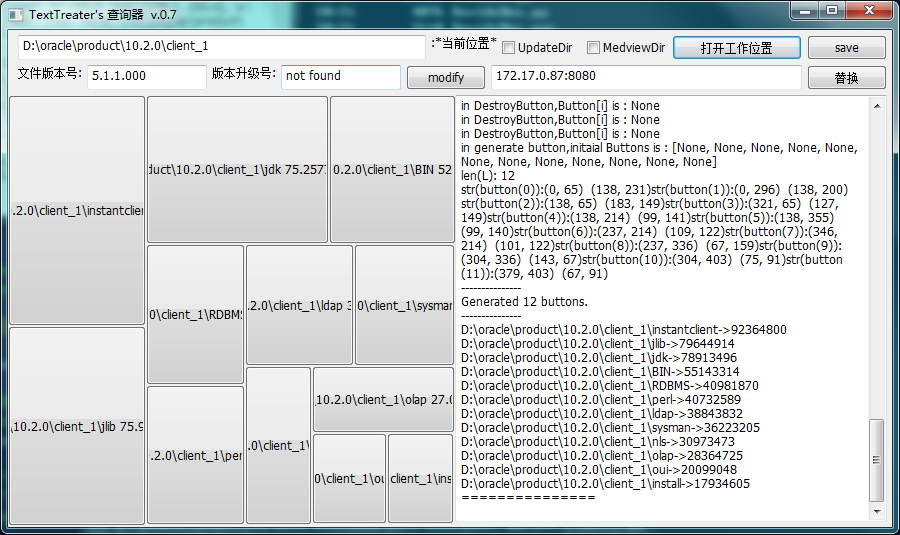 TextTreater's 查询器 v.0.7
D:\oracle\product\10.2.0\client_1
:*当前位置*
UpdateDir
MedviewDir
打开工作位置
save
文件版本号:
5.1.1.000
版本升级号:
not found
modify
172.17.0.87:8080
替换
.2.0\client_1\instantclien
duct\10.2.0\client_1\jdk 75.257
0.2.0\client_1\BIN 52
0\client_1\RDBMS
.2.0\client_1\ldap 3
0\client_1\sysman
\10.2.0\client_1\jlib 75.9
.2.0\client_1\per
.0\client_1\
.10.2.0\client_1\olap 27.0
0\client_1\ou
client_1\ins
in DestroyButton,Button[i] is : None
in DestroyButton,Button[i] is : None
in DestroyButton,Button[i] is : None
in generate button,initaial Buttons is : [None, None, None, None, None,
None, None, None, None, None, None, None]
len(L): 12
str(button(0)):(0, 65) (138, 231)str(button(1)):(0, 296) (138, 200)
str(button(2)):(138, 65) (183, 149)str(button(3)):(321, 65) (127,
149)str(button(4)):(138, 214) (99, 141)str(button(5)):(138, 355)
(99, 140)str(button(6)):(237, 214) (109, 122)str(button(7)):(346,
214) (101, 122)str(button(8)):(237, 336) (67, 159)str(button(9)):
(304, 336) (143, 67)str(button(10)):(304, 403) (75, 91)str(button
(11)):(379, 403) (67, 91)
---------------
Generated 12 buttons.
---------------
D:\oracle\product\10.2.0\client_1\instantclient->92364800
D:\oracle\product\10.2.0\client_1\jlib->79644914
D:\oracle\product\10.2.0\client_1\jdk->78913496
D:\oracle\product\10.2.0\client_1\BIN->55143314
D:\oracle\product\10.2.0\client_1\RDBMS->40981870
D:\oracle\product\10.2.0\client_1\perl->40732589
D:\oracle\product\10.2.0\client_1\ldap->38843832
D:\oracle\product\10.2.0\client_1\sysman->36223205
D:\oracle\product\10.2.0\client_1\nls->30973473
D:\oracle\product\10.2.0\client_1\olap->28364725
D:\oracle\product\10.2.0\client_1\oui->20099048
D:\oracle\product\10.2.0\client_1\install->17934605
===============